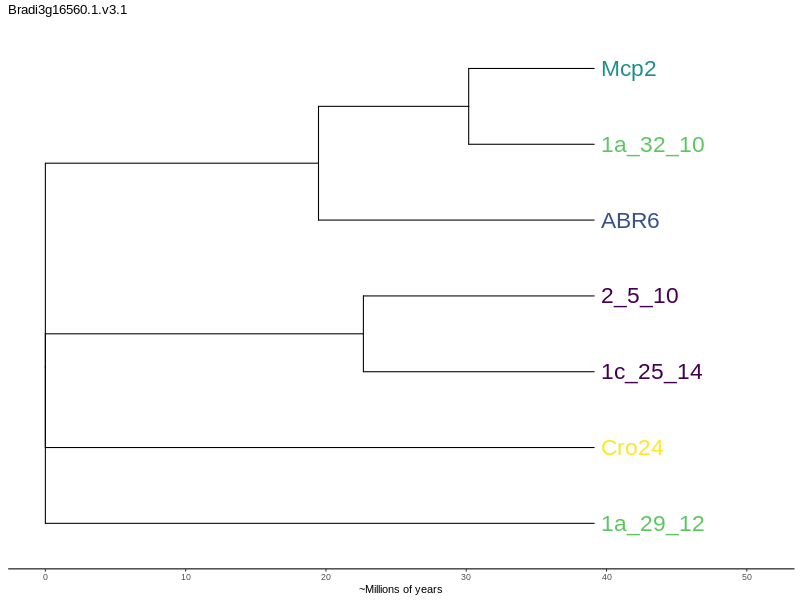 Bradi3g16560.1.v3.1
Mcp2
1a_32_10
ABR6
2_5_10
1c_25_14
Cro24
1a_29_12
0 10 20 30 40 50
~Millions of years